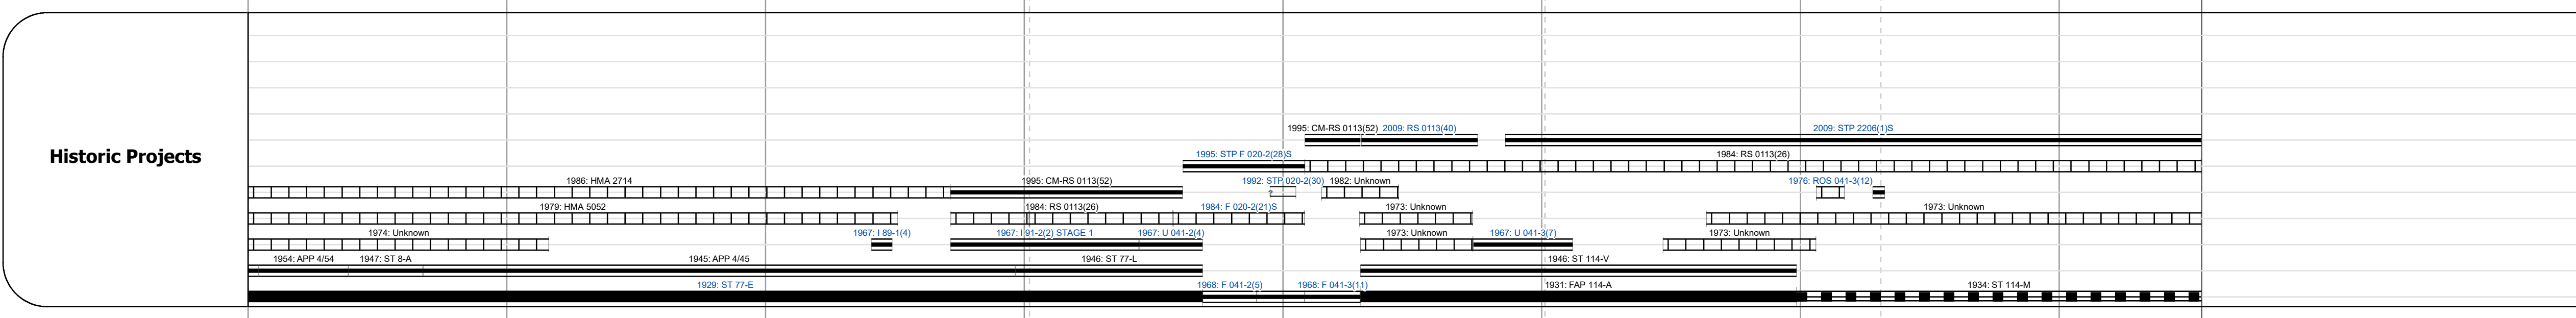 Historic Projects
1995: CM-RS 0113(52) 2009: RS 0113(40) 2009: STP 2206(1)S
1995: STP F 020-2(28)S 1984: RS 0113(26)
1986: HMA 2714 1995: CM-RS 0113(52) 1992: STP 020-2(30) 1982: Unknown 1976: ROS 041-3(12)
1979: HMA 5052 1984: RS 0113(26) 1984: F 020-2(21)S 1973: Unknown 1973: Unknown
1974: Unknown 1967: I 89-1(4) 1967: I 91-2(2) STAGE 1 1967: U 041-2(4) 1973: Unknown 1967: U 041-3(7) 1973: Unknown
1954: APP 4/54 1947: ST 8-A 1945: APP 4/45 1946: ST 77-L 1946: ST 114-V
1929: ST 77-E 1968: F 041-2(5) 1968: F 041-3(11) 1931: FAP 114-A 1934: ST 114-M